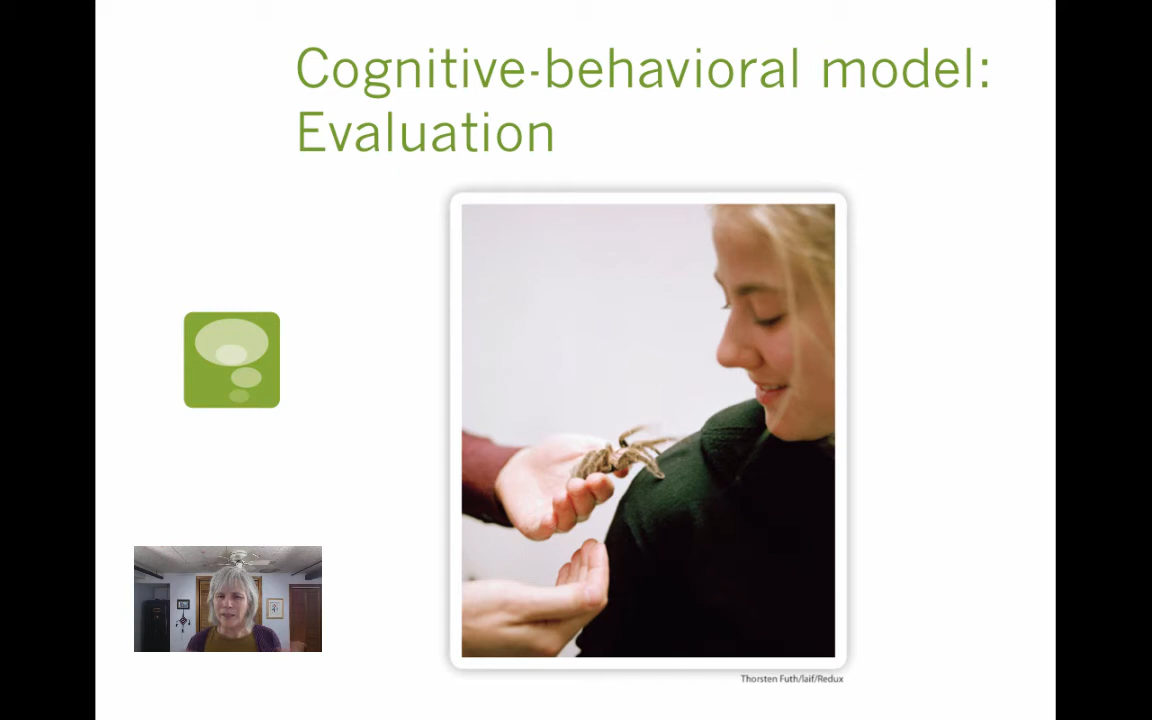 Cognitive-behavioral model:
Evaluation
Thorsten Futh/laif/Redux